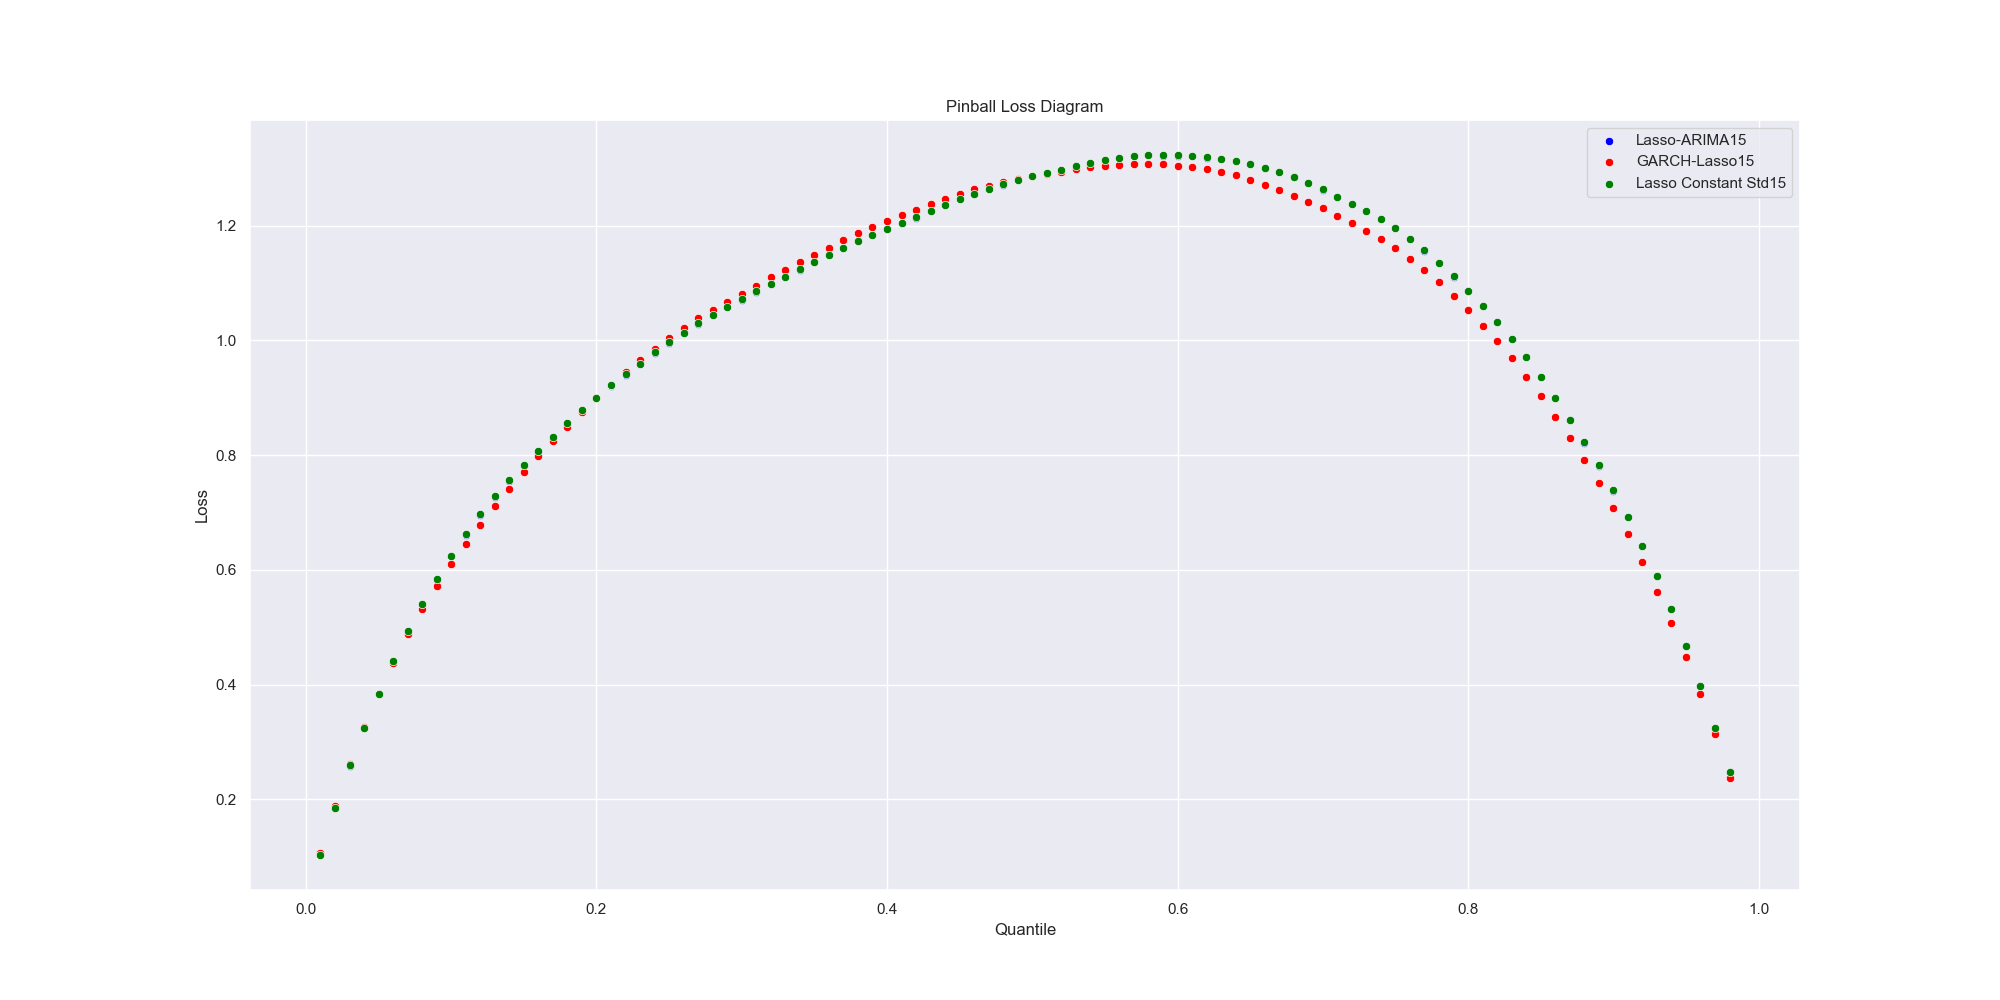 Pinball Loss Diagram
Lasso-ARIMA15
GARCH-Lasso15
Lasso Constant Std15
1.2
1.0
0.8
0.6
0.4
0.2
Loss
0.0 0.2 0.4 0.6 0.8 1.0
Quantile